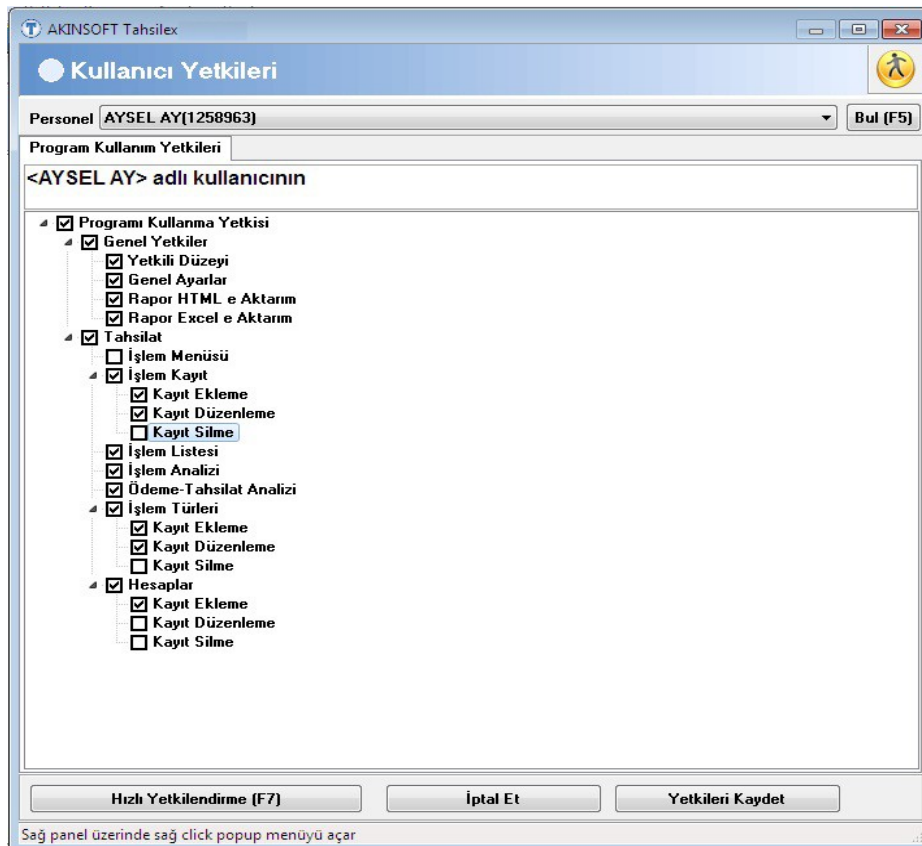 AKINSOFT Tahsilex
Kullanıcı Yetkileri
Personel AYSEL AY(1258963) Bul (F5)
Program Kullanım Yetkileri
<AYSEL AY> adlı kullanıcının
Programı Kullanma Yetkisi
Genel Yetkiler
Yetkili Düzeyi
Genel Ayarlar
Rapor HTML e Aktarım
Rapor Excel e Aktarım
Tahsilat
İşlem Menüsü
İşlem Kayıt
Kayıt Ekleme
Kayıt Düzenleme
Kayıt Silme
İşlem Listesi
İşlem Analizi
Ödeme-Tahsilat Analizi
İşlem Türleri
Kayıt Ekleme
Kayıt Düzenleme
Kayıt Silme
Hesaplar
Kayıt Ekleme
Kayıt Düzenleme
Kayıt Silme
Hızlı Yetkilendirme (F7) İptal Et Yetkileri Kaydet
Sağ panel üzerinde sağ click popup menüyü açar